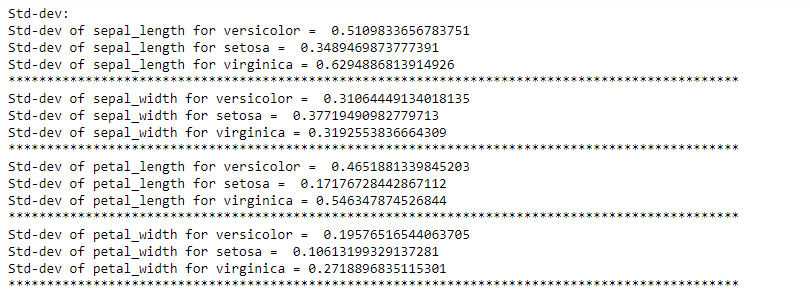 Std-dev:
Std-dev of sepal_length for versicolor =  0.5109833656783751
Std-dev of sepal_length for setosa =  0.3489469873777391
Std-dev of sepal_length for virginica = 0.6294886813914926
***********************************************************************************************
Std-dev of sepal_width for versicolor =  0.31064449134018135
Std-dev of sepal_width for setosa =  0.37719490982779713
Std-dev of sepal_width for virginica = 0.3192553836664309
***********************************************************************************************
Std-dev of petal_length for versicolor =  0.4651881339845203
Std-dev of petal_length for setosa =  0.17176728442867112
Std-dev of petal_length for virginica = 0.546347874526844
***********************************************************************************************
Std-dev of petal_width for versicolor =  0.19576516544063705
Std-dev of petal_width for setosa =  0.10613199329137281
Std-dev of petal_width for virginica = 0.2718896835115301
***********************************************************************************************